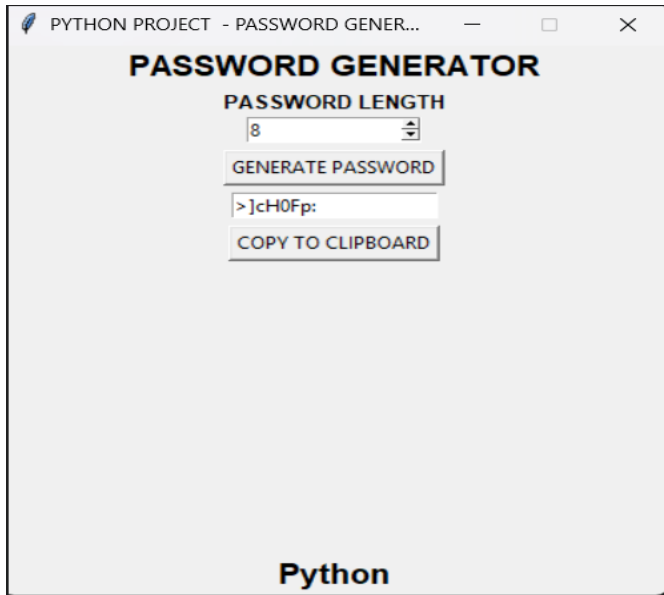 PYTHON PROJECT  - PASSWORD GENER...
PASSWORD GENERATOR
PASSWORD LENGTH
8
GENERATE PASSWORD
>]cH0Fp:
COPY TO CLIPBOARD
Python